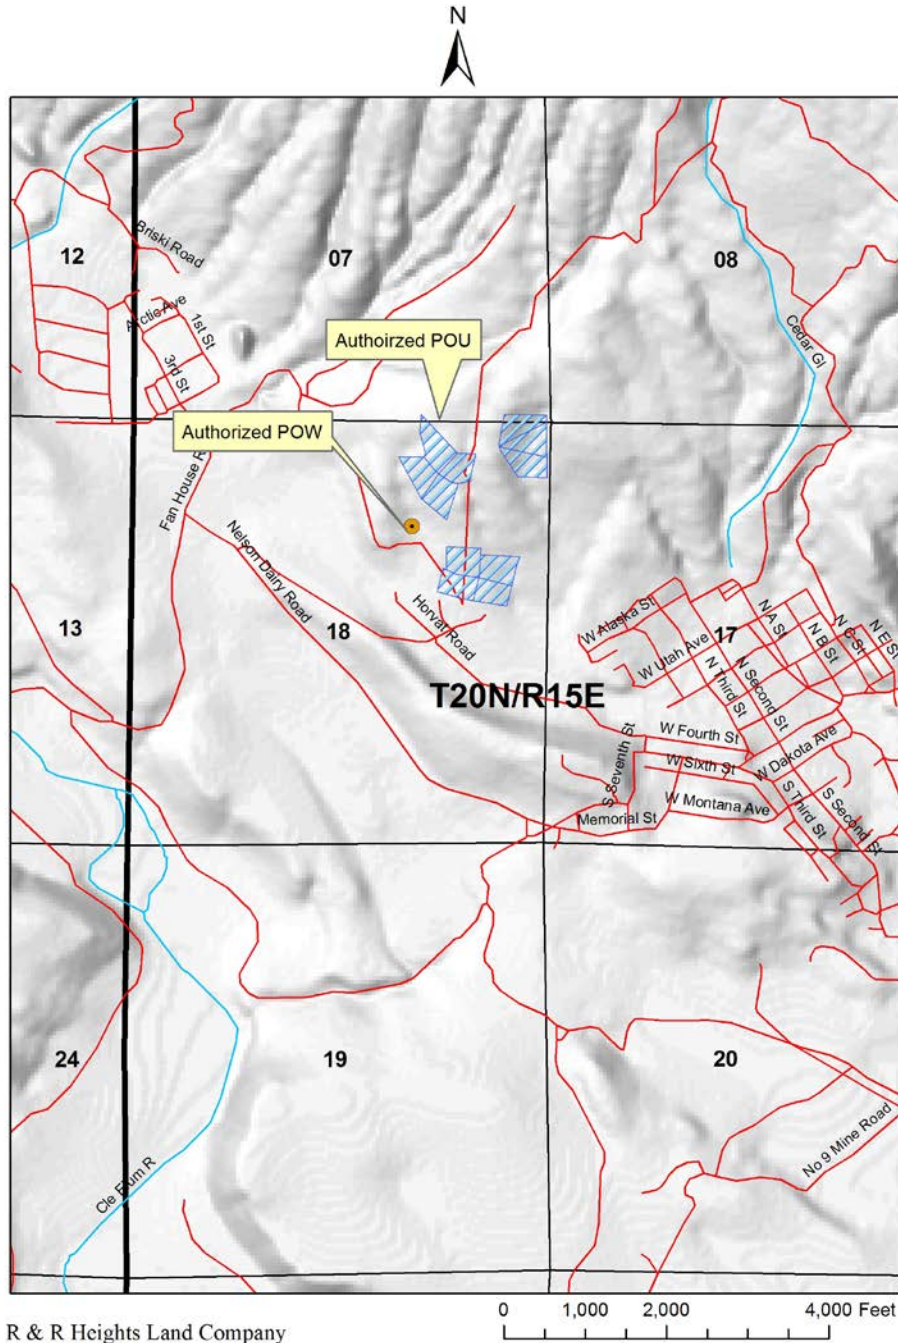 N
12
Briski Road
07
08
Arctic Ave
1st St
3rd St
Cedar Gl
Authoirzed POU
Authorized POW
Fan House R
Nelson Dairy Road
Horvat Road
13
18
17
W Alaska St
W Utah Ave
N A St
N B St
N C St
N E St
N Third St
N Second St
T20N/R15E
W Fourth St
W Sixth St
W Dakota Ave
S Seventh St
W Montana Ave
Memorial St
S Third St
S Second St
24
19
20
No 9 Mine Road
Cle Elum R
R & R Heights Land Company
0 1,000 2,000 4,000 Feet